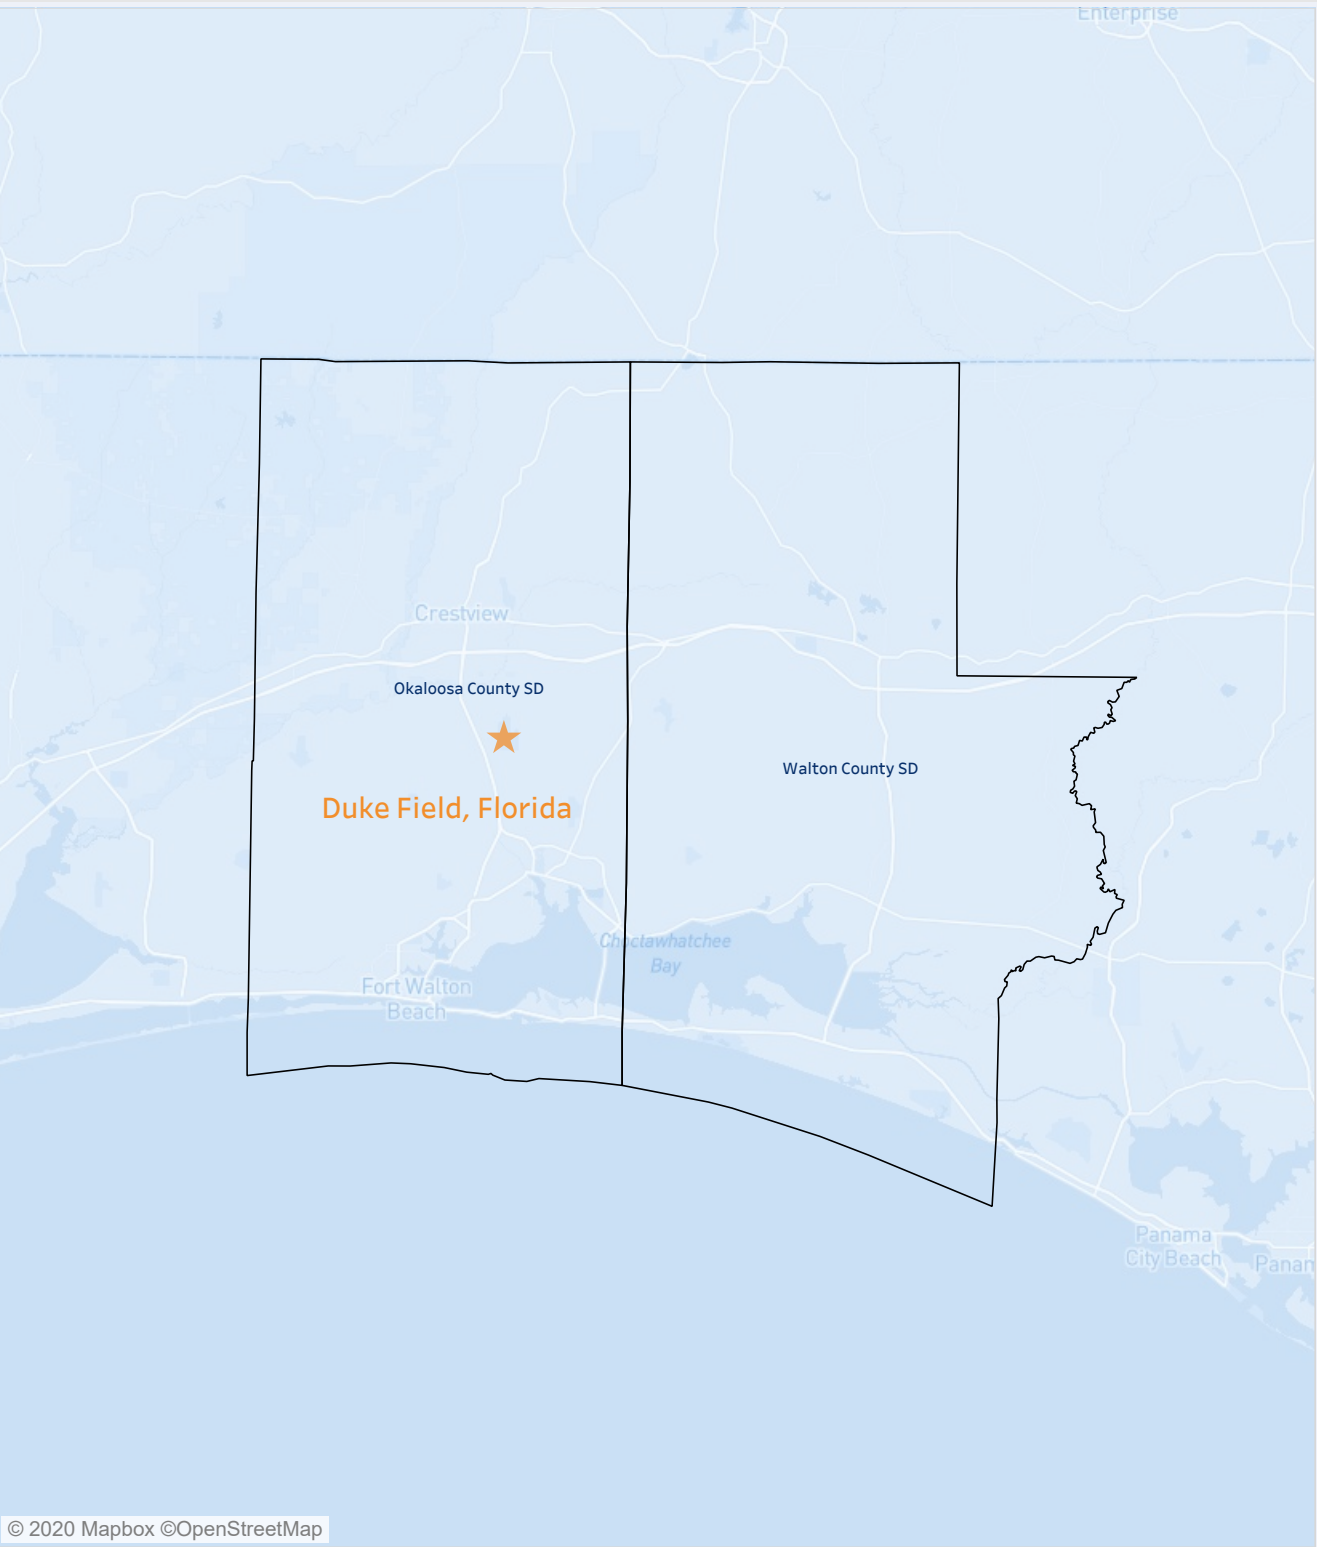 Enterprise
Crestview
Okaloosa County SD
Walton County SD
Duke Field, Florida
Choctawhatchee
Bay
Fort Walton
Beach
Panama
City Beach
Panam
© 2020 Mapbox ©OpenStreetMap